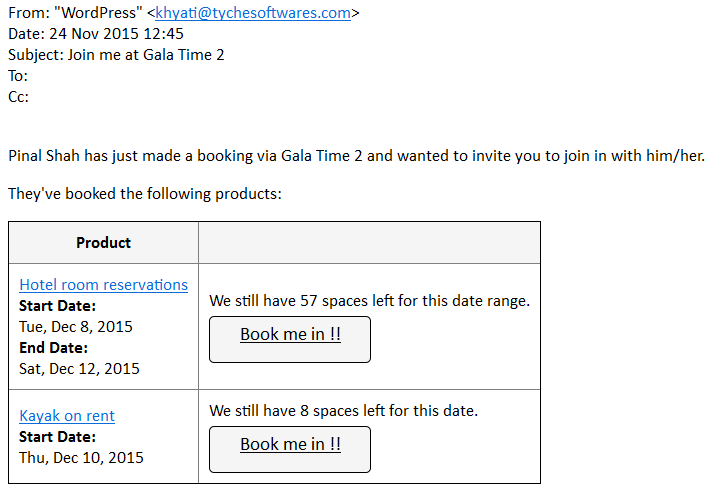 From: "WordPress" <khyati@tychesoftwares.com>
Date: 24 Nov 2015 12:45
Subject: Join me at Gala Time 2
To:
Cc:
Pinal Shah has just made a booking via Gala Time 2 and wanted to invite you to join in with him/her.
They've booked the following products:
Product
Hotel room reservations
Start Date:
Tue, Dec 8, 2015
End Date:
Sat, Dec 12, 2015
We still have 57 spaces left for this date range.
Book me in !!
Kayak on rent
Start Date:
Thu, Dec 10, 2015
We still have 8 spaces left for this date.
Book me in !!